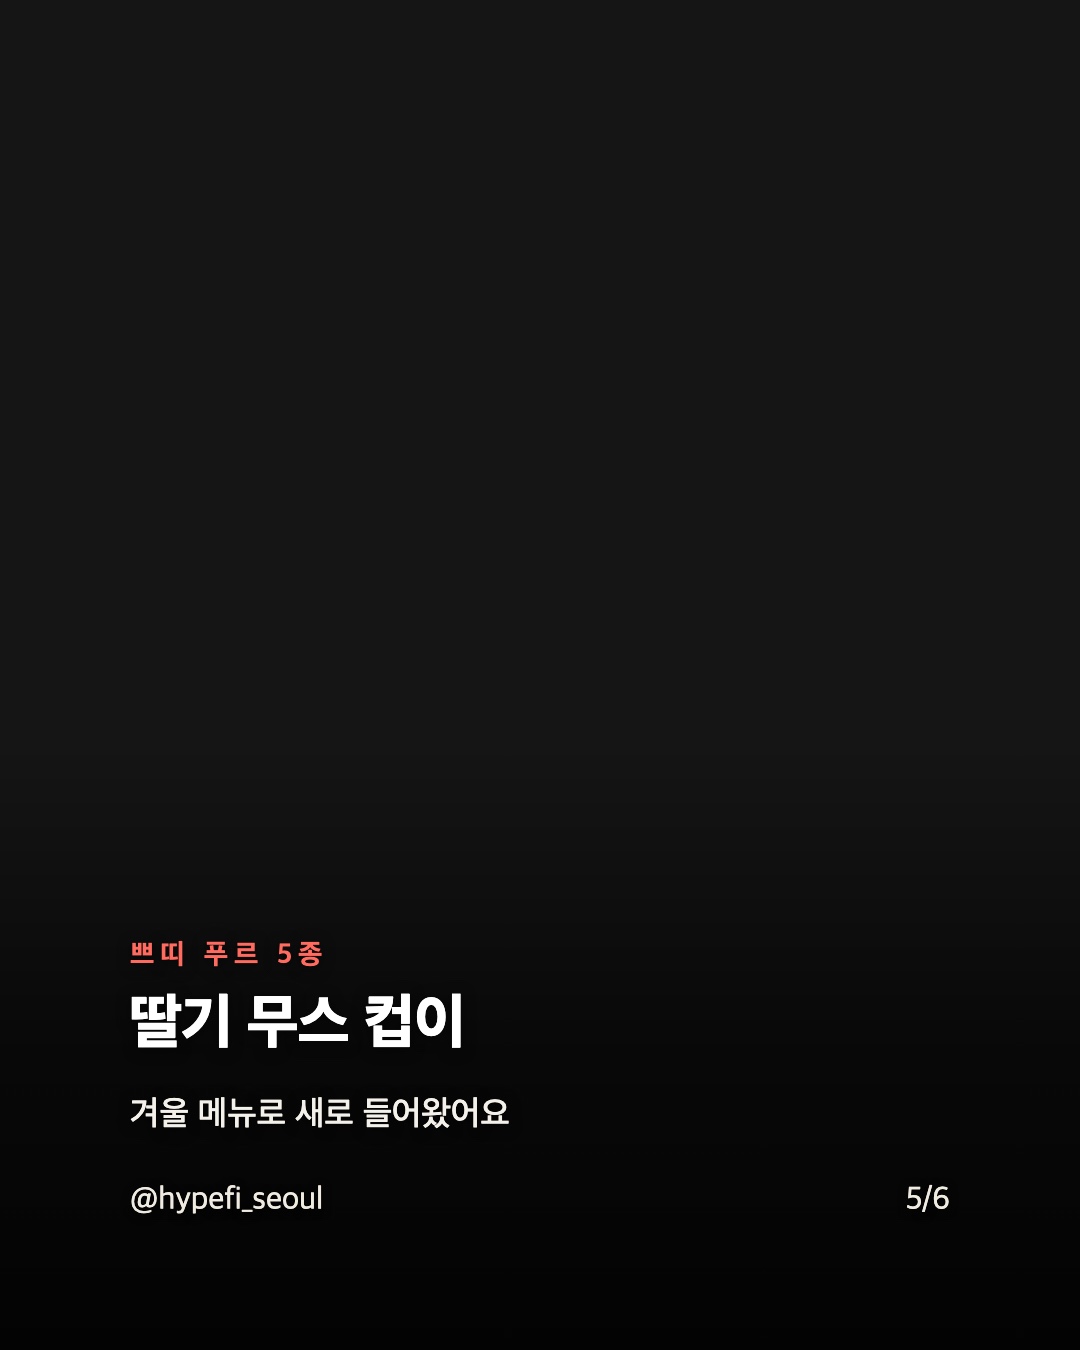 쁘띠 푸르 5종
딸기 무스 컵이
겨울 메뉴로 새로 들어왔어요
@hypefi_seoul
5/6